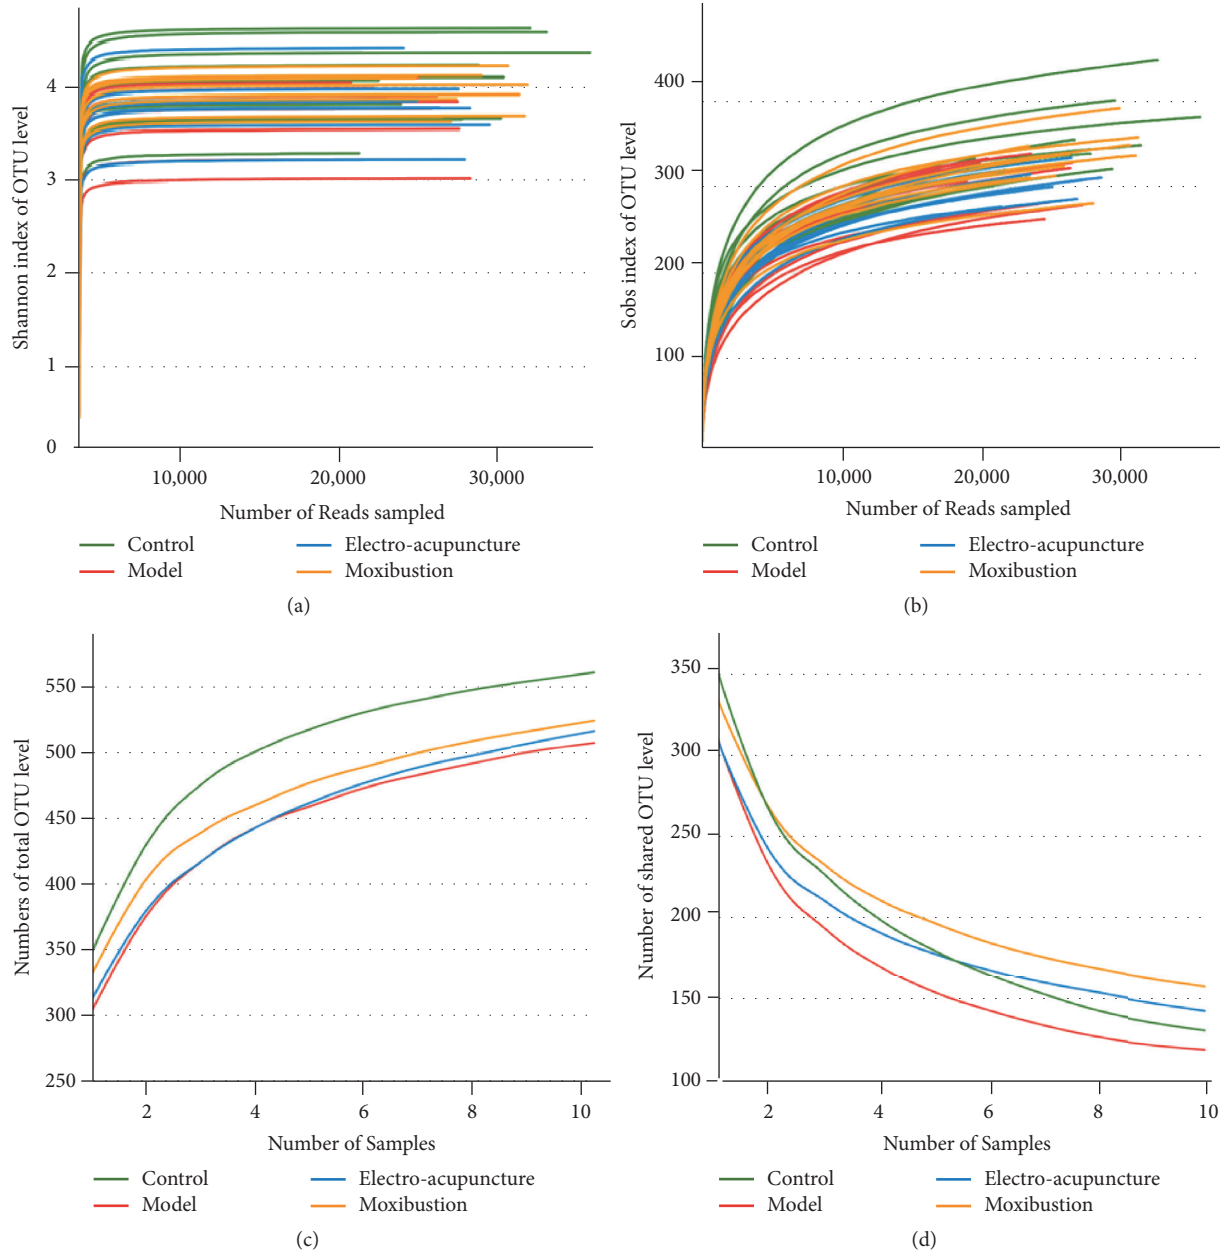 Shannon index of OTU level
4
3
2
1
0
10,000 20,000 30,000
Number of Reads sampled
Control Electro-acupuncture
Model Moxibustion
(a)
Sobs index of OTU level
400
300
200
100
10,000 20,000 30,000
Number of Reads sampled
Control Electro-acupuncture
Model Moxibustion
(b)
Numbers of total OTU level
550
500
450
400
350
300
250
2 4 6 8 10
Number of Samples
Control Electro-acupuncture
Model Moxibustion
(c)
Number of shared OTU level
350
300
250
200
150
100
2 4 6 8 10
Number of Samples
Control Electro-acupuncture
Model Moxibustion
(d)